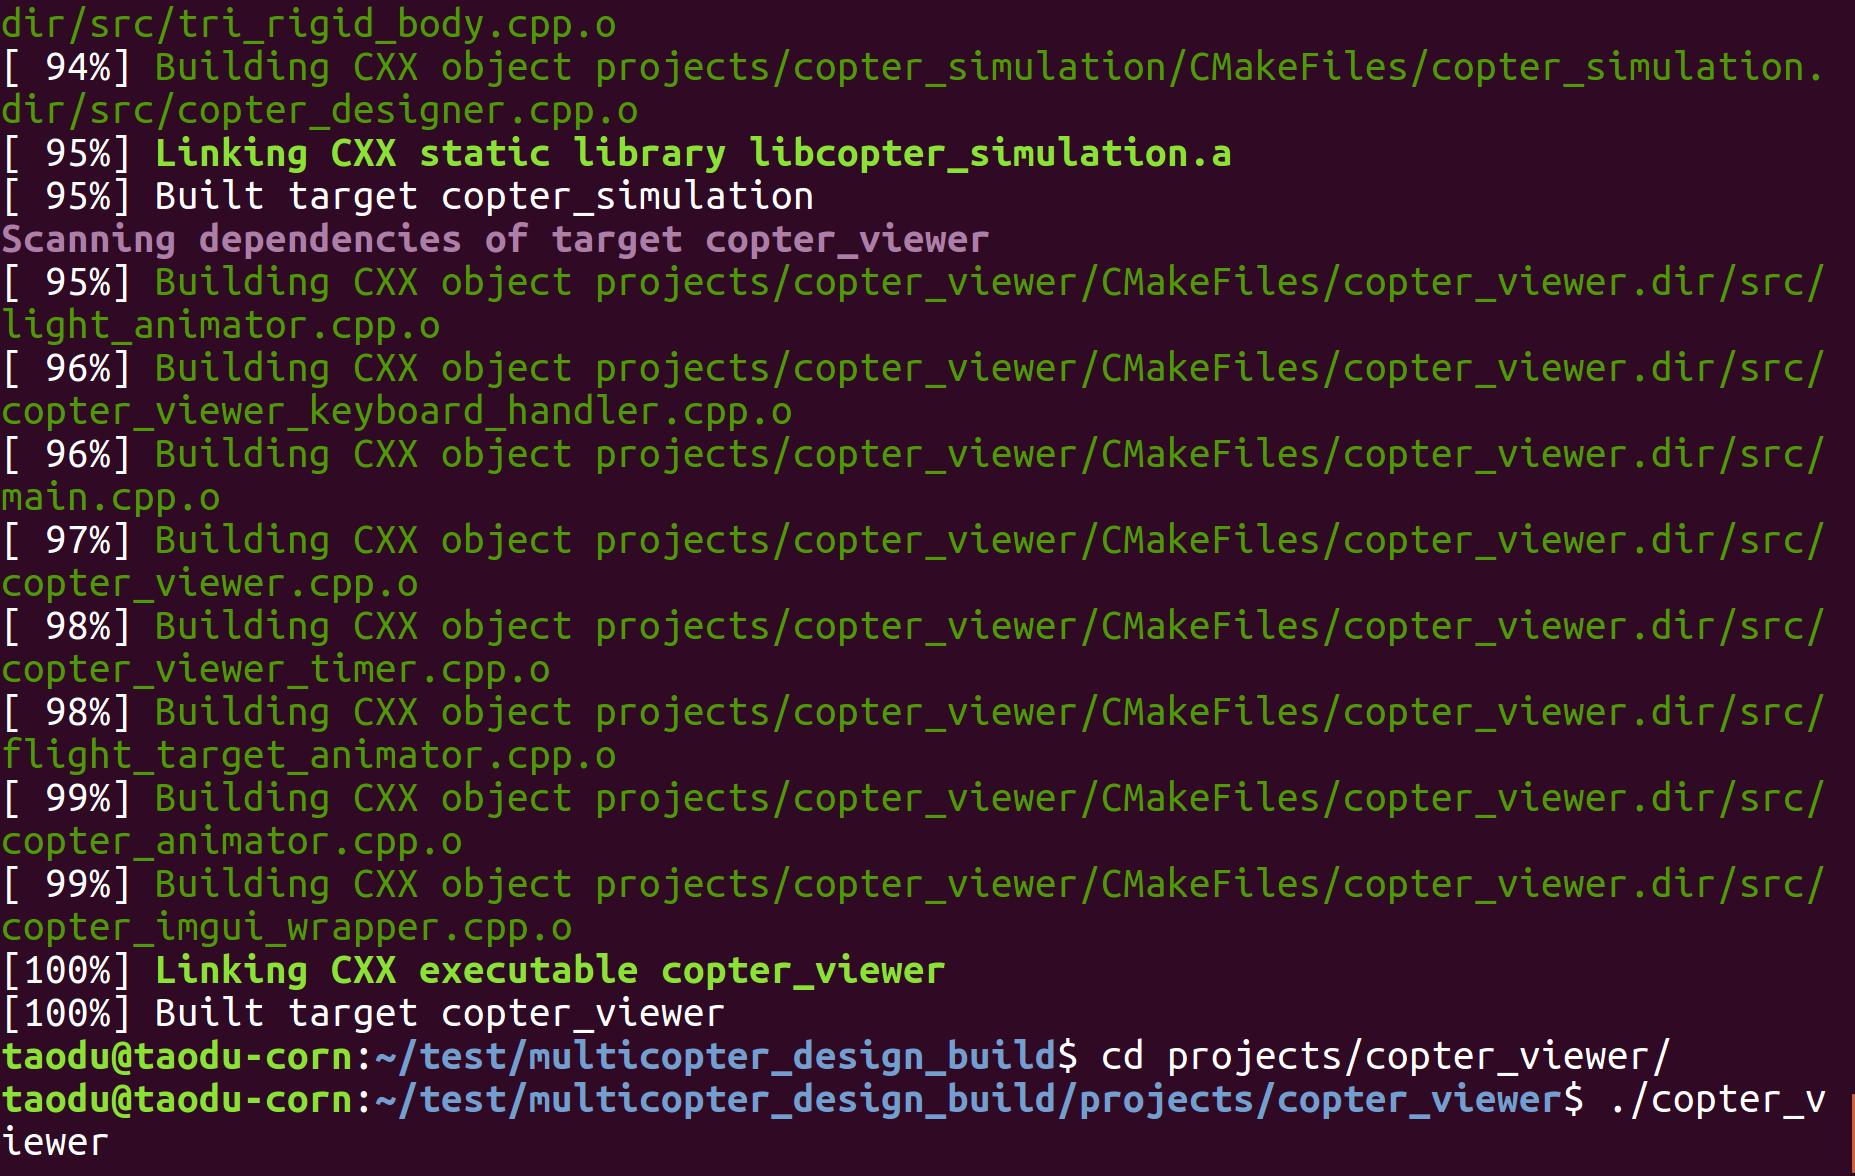 dir/src/tri_rigid_body.cpp.o
[ 94%] Building CXX object projects/copter_simulation/CMakeFiles/copter_simulation.
dir/src/copter_designer.cpp.o
[ 95%] Linking CXX static library libcopter_simulation.a
[ 95%] Built target copter_simulation
Scanning dependencies of target copter_viewer
[ 95%] Building CXX object projects/copter_viewer/CMakeFiles/copter_viewer.dir/src/
light_animator.cpp.o
[ 96%] Building CXX object projects/copter_viewer/CMakeFiles/copter_viewer.dir/src/
copter_viewer_keyboard_handler.cpp.o
[ 96%] Building CXX object projects/copter_viewer/CMakeFiles/copter_viewer.dir/src/
main.cpp.o
[ 97%] Building CXX object projects/copter_viewer/CMakeFiles/copter_viewer.dir/src/
copter_viewer.cpp.o
[ 98%] Building CXX object projects/copter_viewer/CMakeFiles/copter_viewer.dir/src/
copter_viewer_timer.cpp.o
[ 98%] Building CXX object projects/copter_viewer/CMakeFiles/copter_viewer.dir/src/
flight_target_animator.cpp.o
[ 99%] Building CXX object projects/copter_viewer/CMakeFiles/copter_viewer.dir/src/
copter_animator.cpp.o
[ 99%] Building CXX object projects/copter_viewer/CMakeFiles/copter_viewer.dir/src/
copter_imgui_wrapper.cpp.o
[100%] Linking CXX executable copter_viewer
[100%] Built target copter_viewer
taodu@taodu-corn:~/test/multicopter_design_build$ cd projects/copter_viewer/
taodu@taodu-corn:~/test/multicopter_design_build/projects/copter_viewer$ ./copter_v
iewer